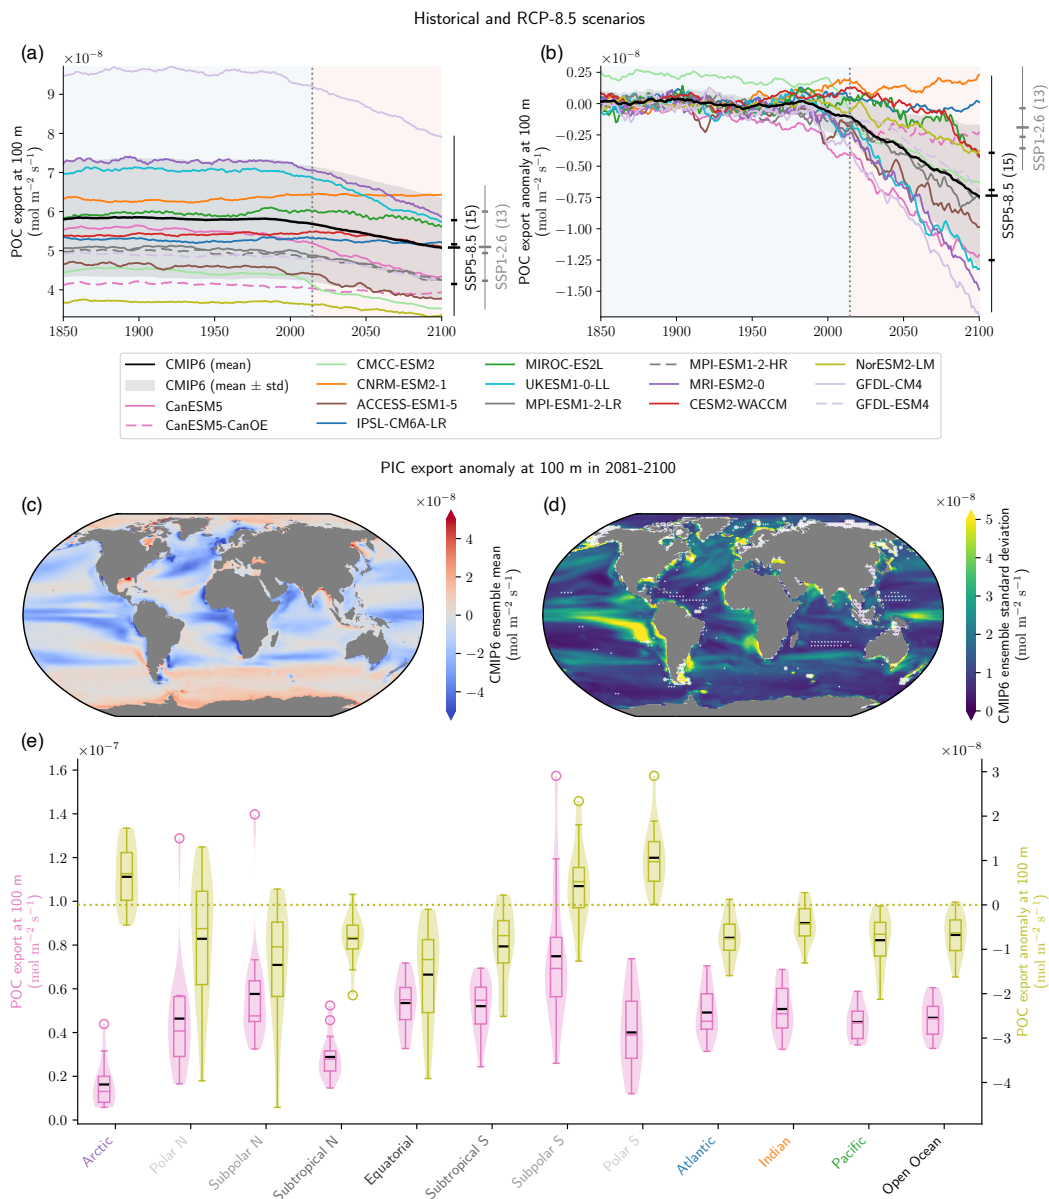 Historical and RCP-8.5 scenarios
(a)
×10⁻⁸
POC export at 100 m
(mol m⁻² s⁻¹)
9
8
7
6
5
4
1850
1900
1950
2000
2050
2100
SSP5-8.5 (15)
SSP1-2.6 (13)
(b)
×10⁻⁸
POC export anomaly at 100 m
(mol m⁻² s⁻¹)
0.25
0.00
−0.25
−0.50
−0.75
−1.00
−1.25
−1.50
1850
1900
1950
2000
2050
2100
SSP5-8.5 (15)
SSP1-2.6 (13)
CMIP6 (mean)
CMIP6 (mean ± std)
CanESM5
CanESM5-CanOE
CMCC-ESM2
CNRM-ESM2-1
ACCESS-ESM1-5
IPSL-CM6A-LR
MIROC-ES2L
UKESM1-0-LL
MPI-ESM1-2-LR
MPI-ESM1-2-HR
MRI-ESM2-0
CESM2-WACCM
NorESM2-LM
GFDL-CM4
GFDL-ESM4
PIC export anomaly at 100 m in 2081-2100
(c)
×10⁻⁸
4
2
0
−2
−4
CMIP6 ensemble mean
(mol m⁻² s⁻¹)
(d)
×10⁻⁸
5
4
3
2
1
0
CMIP6 ensemble standard deviation
(mol m⁻² s⁻¹)
(e)
×10⁻⁷
POC export at 100 m
(mol m⁻² s⁻¹)
1.6
1.4
1.2
1.0
0.8
0.6
0.4
0.2
0.0
×10⁻⁸
3
2
1
0
−1
−2
−3
−4
POC export anomaly at 100 m
(mol m⁻² s⁻¹)
Arctic
Polar N
Subpolar N
Subtropical N
Equatorial
Subtropical S
Subpolar S
Polar S
Atlantic
Indian
Pacific
Open Ocean